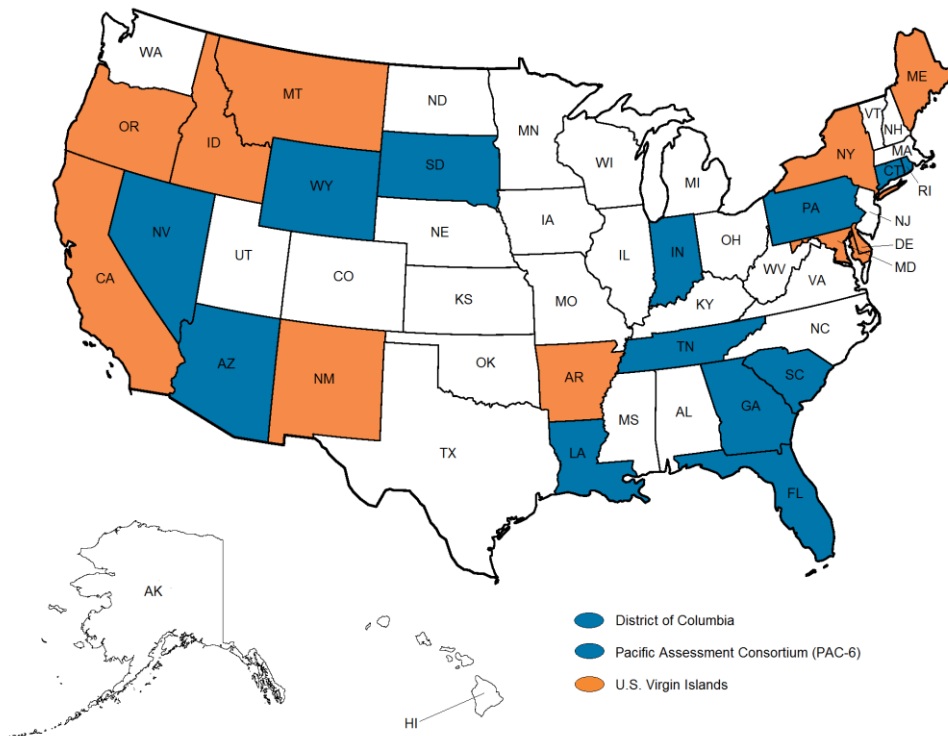 WA
MT
ND
MN
ME
VT
NH
OR
ID
SD
WI
NY
MA
WY
MI
CT
RI
PA
NJ
NV
NE
IA
IL
IN
OH
DE
MD
UT
CO
WV
VA
CA
KS
MO
KY
NC
AZ
NM
OK
AR
TN
SC
MS
AL
GA
TX
LA
FL
AK
HI
District of Columbia
Pacific Assessment Consortium (PAC-6)
U.S. Virgin Islands